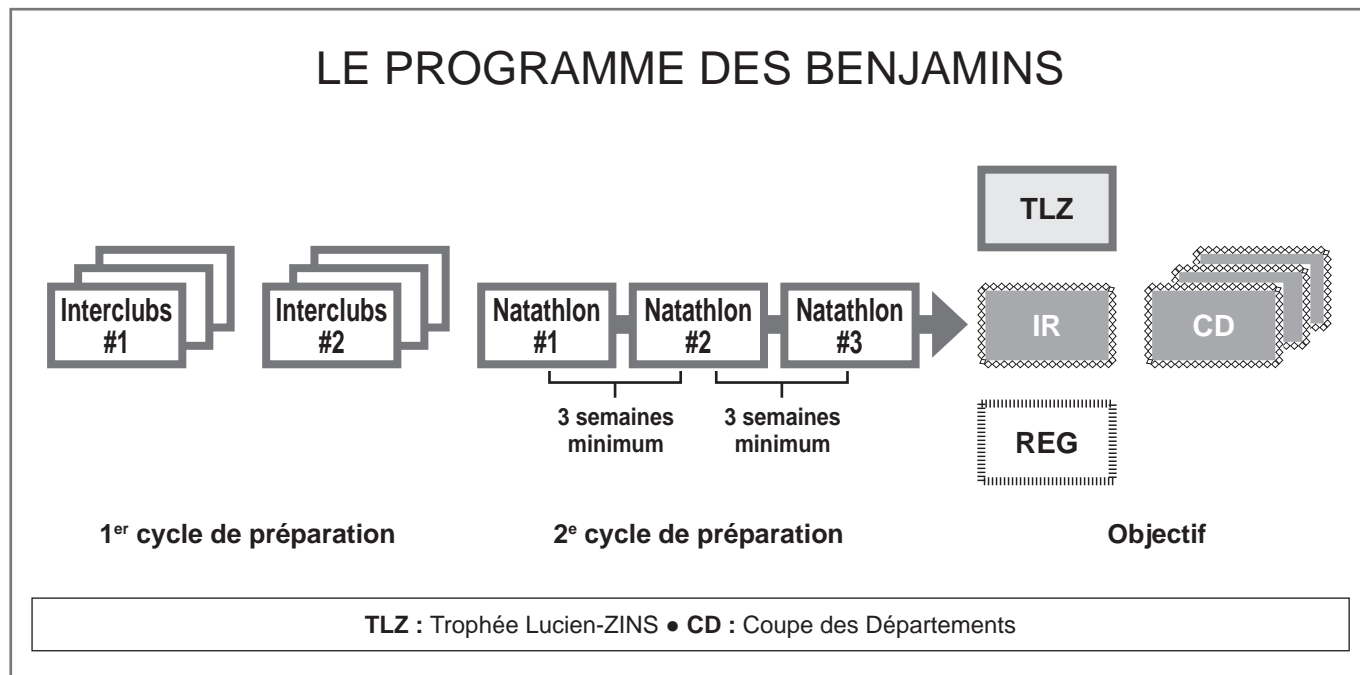 LE PROGRAMME DES BENJAMINS
TLZ
Interclubs
#1
Interclubs
#2
Natathlon
#1
Natathlon
#2
Natathlon
#3
IR
CD
3 semaines
minimum
3 semaines
minimum
REG
1er cycle de préparation
2e cycle de préparation
Objectif
TLZ : Trophée Lucien-ZINS ● CD : Coupe des Départements